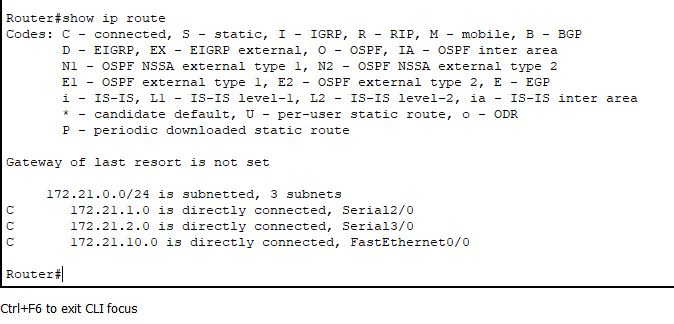 Router#show ip route
Codes: C - connected, S - static, I - IGRP, R - RIP, M - mobile, B - BGP
       D - EIGRP, EX - EIGRP external, O - OSPF, IA - OSPF inter area
       N1 - OSPF NSSA external type 1, N2 - OSPF NSSA external type 2
       E1 - OSPF external type 1, E2 - OSPF external type 2, E - EGP
       i - IS-IS, L1 - IS-IS level-1, L2 - IS-IS level-2, ia - IS-IS inter area
       * - candidate default, U - per-user static route, o - ODR
       P - periodic downloaded static route
Gateway of last resort is not set
     172.21.0.0/24 is subnetted, 3 subnets
C       172.21.1.0 is directly connected, Serial2/0
C       172.21.2.0 is directly connected, Serial3/0
C       172.21.10.0 is directly connected, FastEthernet0/0
Router#
Ctrl+F6 to exit CLI focus